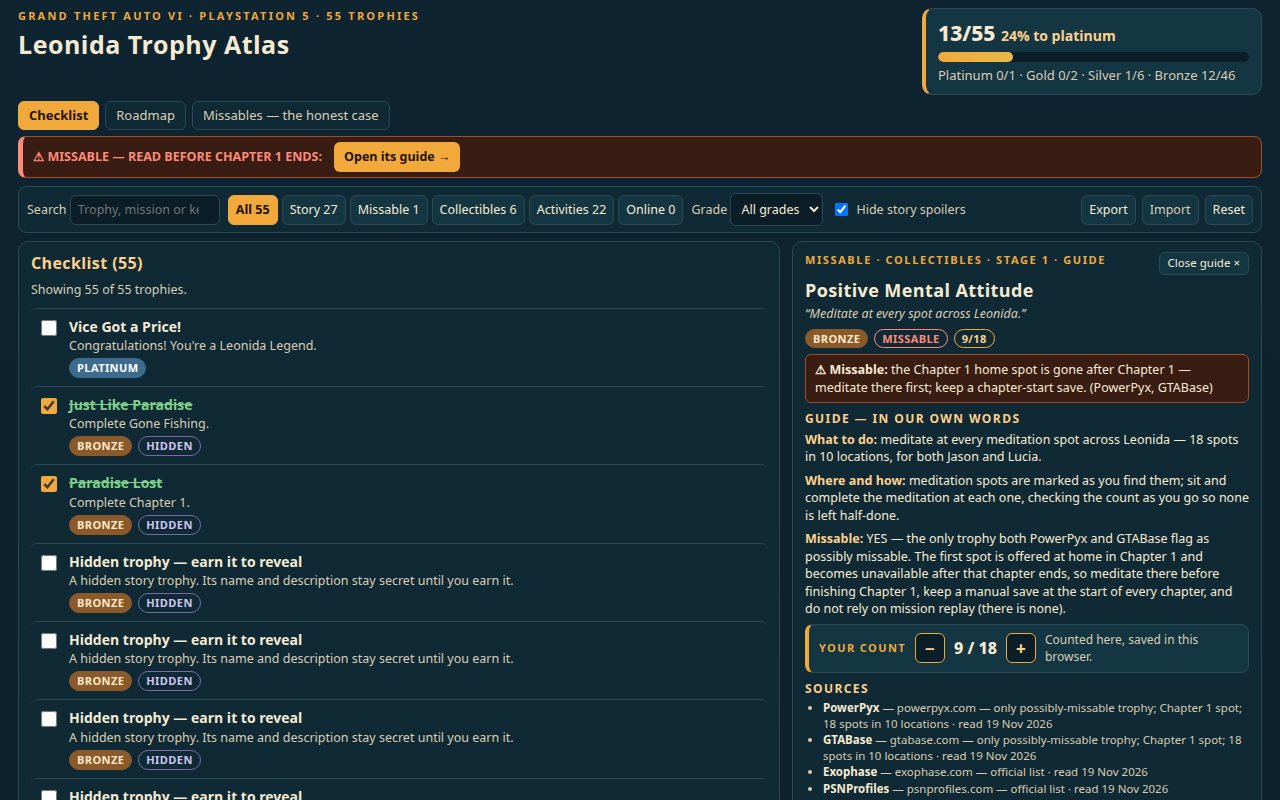 GRAND THEFT AUTO VI · PLAYSTATION 5 · 55 TROPHIES
Leonida Trophy Atlas
13/55 24% to platinum
Platinum 0/1 · Gold 0/2 · Silver 1/6 · Bronze 12/46
Checklist
Roadmap
Missables — the honest case
⚠ MISSABLE — READ BEFORE CHAPTER 1 ENDS:
Open its guide →
Search
Trophy, mission or ke
All 55
Story 27
Missable 1
Collectibles 6
Activities 22
Online 0
Grade
All grades
Hide story spoilers
Export
Import
Reset
Checklist (55)
Showing 55 of 55 trophies.
Vice Got a Price!
Congratulations! You're a Leonida Legend.
PLATINUM
Just Like Paradise
Complete Gone Fishing.
BRONZE HIDDEN
Paradise Lost
Complete Chapter 1.
BRONZE HIDDEN
Hidden trophy — earn it to reveal
A hidden story trophy. Its name and description stay secret until you earn it.
BRONZE HIDDEN
Hidden trophy — earn it to reveal
A hidden story trophy. Its name and description stay secret until you earn it.
BRONZE HIDDEN
Hidden trophy — earn it to reveal
A hidden story trophy. Its name and description stay secret until you earn it.
BRONZE HIDDEN
Hidden trophy — earn it to reveal
MISSABLE · COLLECTIBLES · STAGE 1 · GUIDE
Close guide ×
Positive Mental Attitude
“Meditate at every spot across Leonida.”
BRONZE MISSABLE 9/18
⚠ Missable: the Chapter 1 home spot is gone after Chapter 1 —
meditate there first; keep a chapter-start save. (PowerPyx, GTABase)
GUIDE — IN OUR OWN WORDS
What to do: meditate at every meditation spot across Leonida — 18 spots
in 10 locations, for both Jason and Lucia.
Where and how: meditation spots are marked as you find them; sit and
complete the meditation at each one, checking the count as you go so none
is left half-done.
Missable: YES — the only trophy both PowerPyx and GTABase flag as
possibly missable. The first spot is offered at home in Chapter 1 and
becomes unavailable after that chapter ends, so meditate there before
finishing Chapter 1, keep a manual save at the start of every chapter, and
do not rely on mission replay (there is none).
YOUR COUNT
−
9 / 18
+
Counted here, saved in this
browser.
SOURCES
• PowerPyx — powerpyx.com — only possibly-missable trophy; Chapter 1 spot;
18 spots in 10 locations · read 19 Nov 2026
• GTABase — gtabase.com — only possibly-missable trophy; Chapter 1 spot; 18
spots in 10 locations · read 19 Nov 2026
• Exophase — exophase.com — official list · read 19 Nov 2026
• PSNProfiles — psnprofiles.com — official list · read 19 Nov 2026